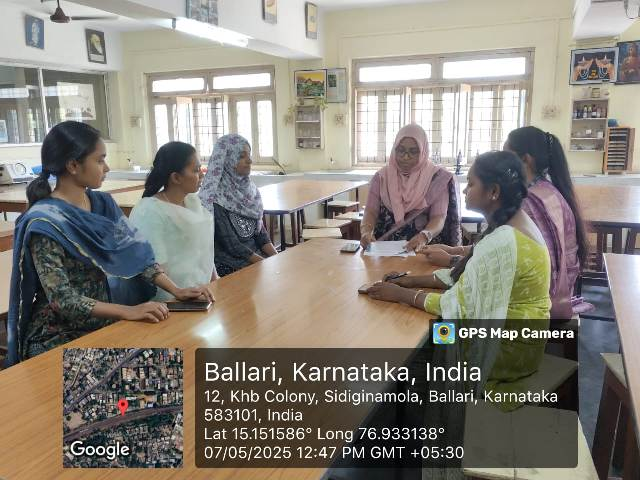 GPS Map Camera
Ballari, Karnataka, India
12, Khb Colony, Sidiginamola, Ballari, Karnataka
583101, India
Lat 15.151586° Long 76.933138°
07/05/2025 12:47 PM GMT +05:30
Google